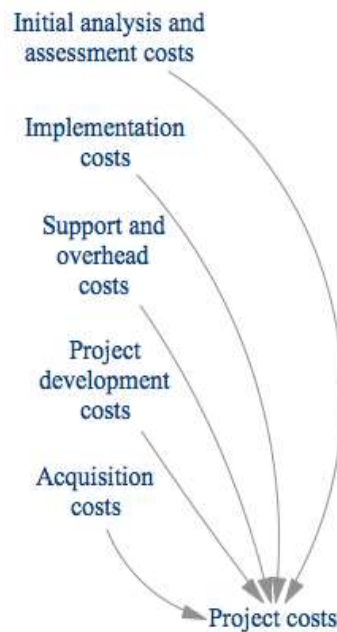 Initial analysis and
assessment costs
Implementation
costs
Support and
overhead
costs
Project
development
costs
Acquisition
costs
Project costs